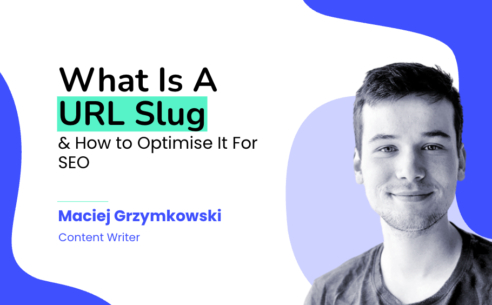 What Is A
URL Slug
& How to Optimise It For
SEO
Maciej Grzymkowski
Content Writer